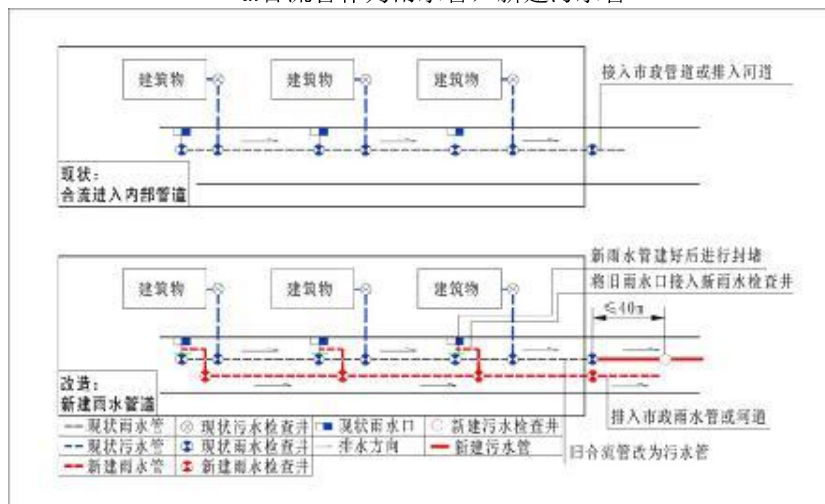 建筑物 建筑物 建筑物
接入市政管道或排入河道
现状：
合流进入内部管道
新雨水管建好后进行封堵
将旧雨水口接入新雨水检查井
建筑物 建筑物 建筑物
≤40m
改造：
新建雨水管道
排入市政雨水管或河道
旧合流管改为污水管
现状雨水管 现状污水检查井 现状雨水口 新建污水检查井
现状污水管 现状雨水检查井 排水方向 新建污水管
新建雨水管 新建雨水检查井